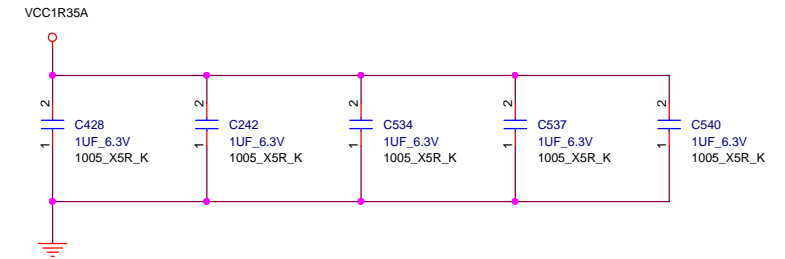 VCC1R35A
2
C428
1UF_6.3V
1
1005_X5R_K
2
C242
1UF_6.3V
1
1005_X5R_K
2
C534
1UF_6.3V
1
1005_X5R_K
2
C537
1UF_6.3V
1
1005_X5R_K
2
C540
1UF_6.3V
1
1005_X5R_K